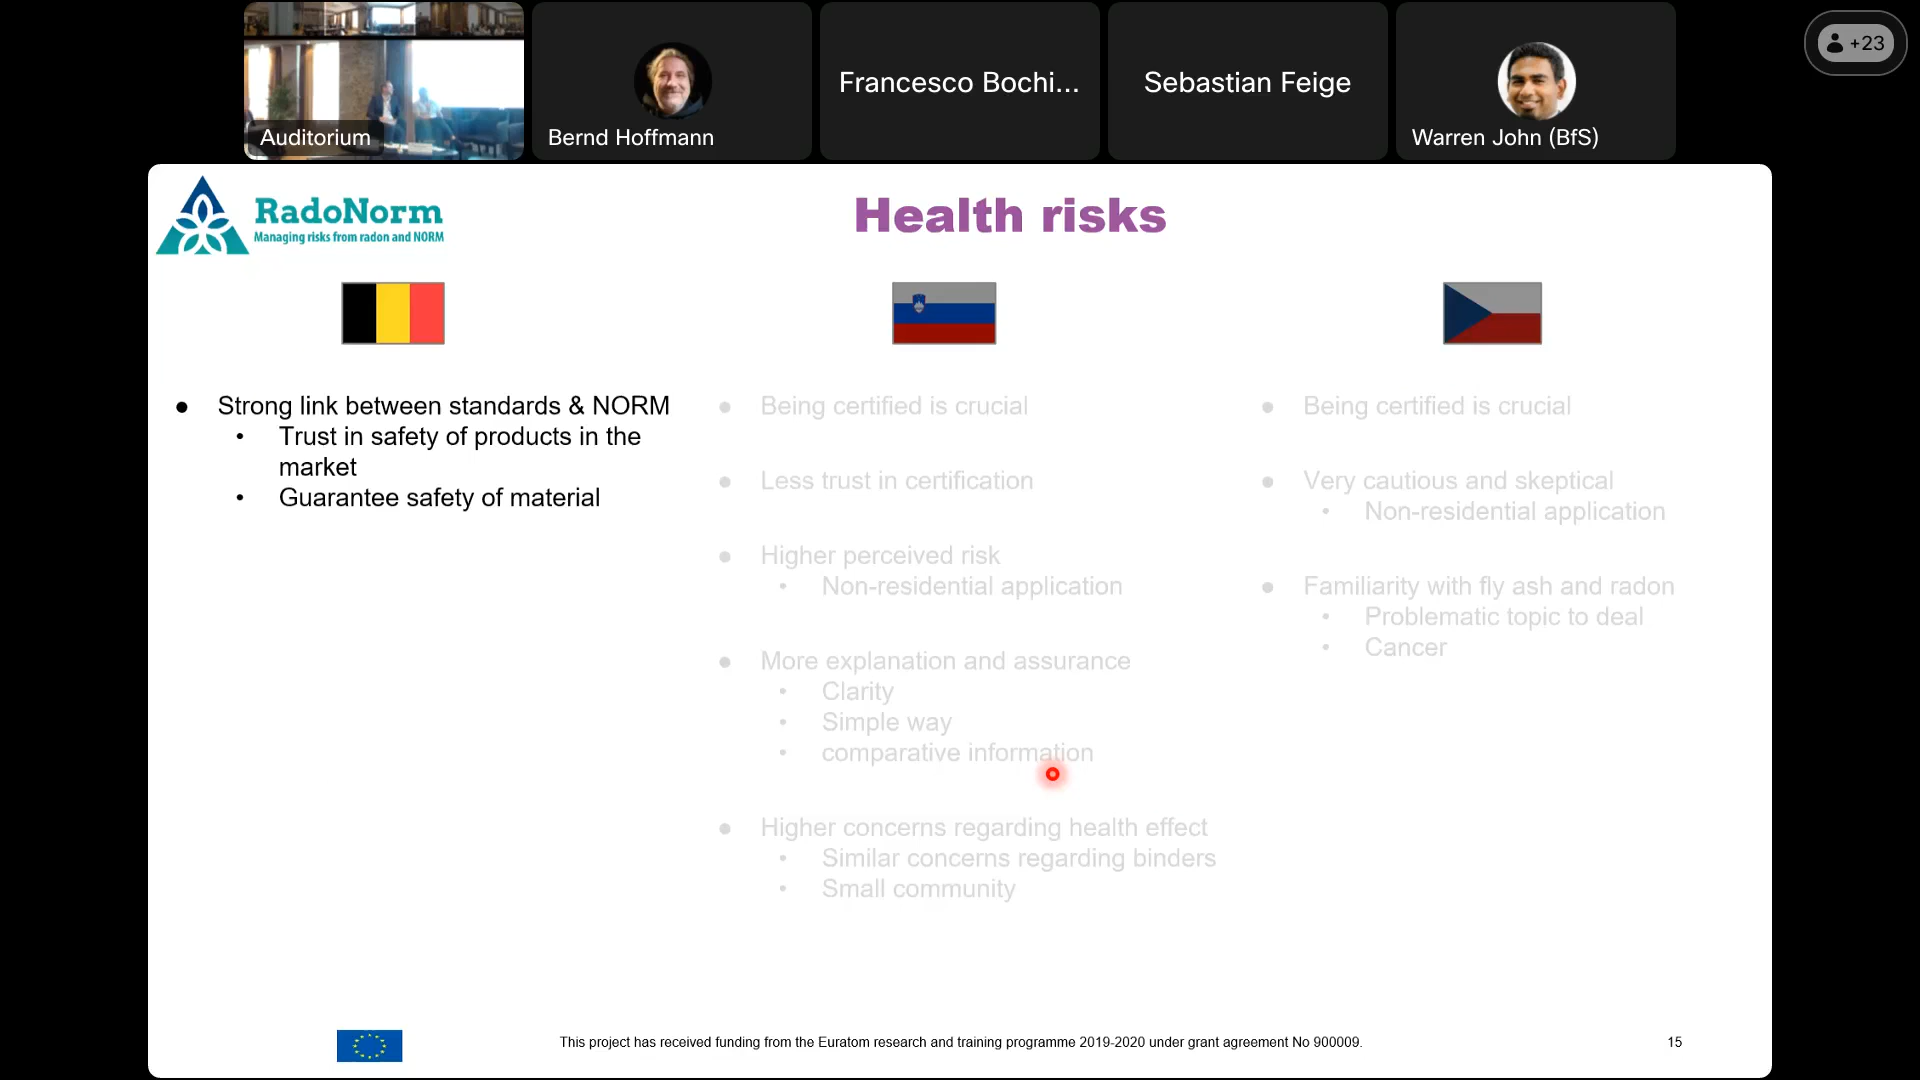 +23
Auditorium
Bernd Hoffmann
Francesco Bochi...
Sebastian Feige
Warren John (BfS)
RadoNorm
Managing risks from radon and NORM
Health risks
● Strong link between standards & NORM
• Trust in safety of products in the
market
• Guarantee safety of material
● Being certified is crucial
● Less trust in certification
● Higher perceived risk
• Non-residential application
● More explanation and assurance
• Clarity
• Simple way
• comparative information
● Higher concerns regarding health effect
• Similar concerns regarding binders
• Small community
● Being certified is crucial
● Very cautious and skeptical
• Non-residential application
● Familiarity with fly ash and radon
• Problematic topic to deal
• Cancer
This project has received funding from the Euratom research and training programme 2019-2020 under grant agreement No 900009.
15